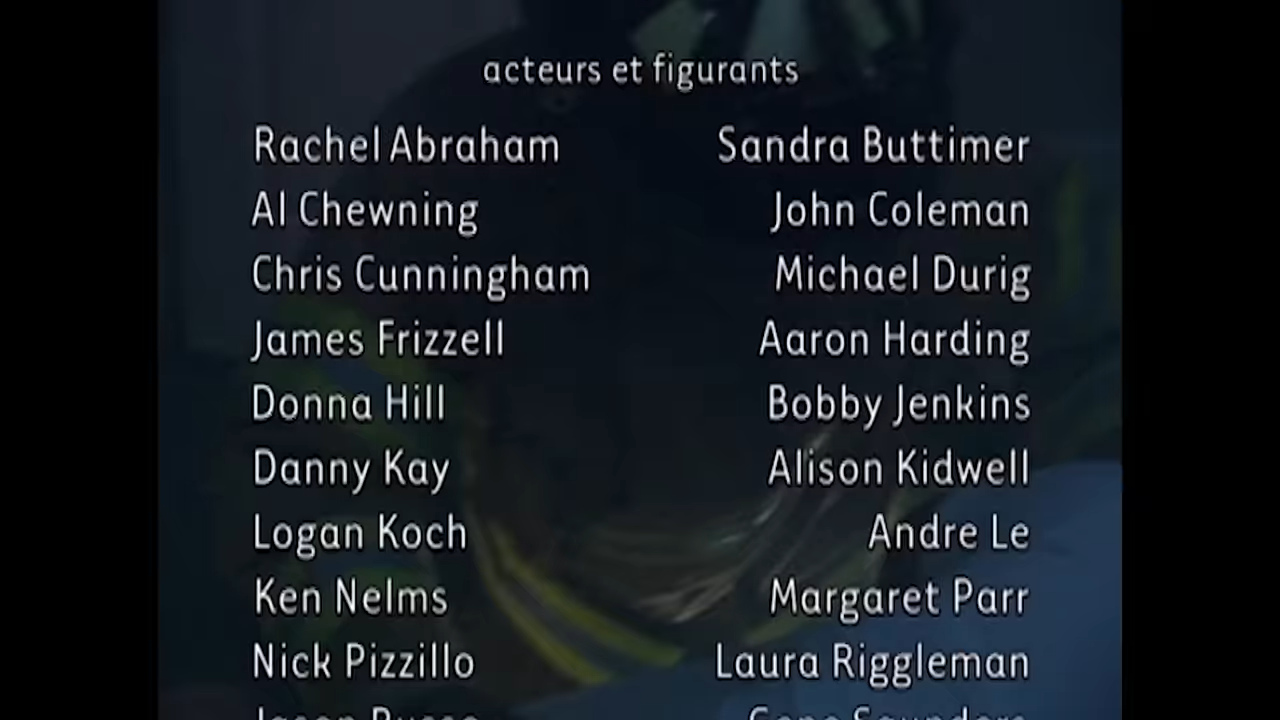 acteurs et figurants
Rachel Abraham Sandra Buttimer
Al Chewning John Coleman
Chris Cunningham Michael Durig
James Frizzell Aaron Harding
Donna Hill Bobby Jenkins
Danny Kay Alison Kidwell
Logan Koch Andre Le
Ken Nelms Margaret Parr
Nick Pizzillo Laura Riggleman